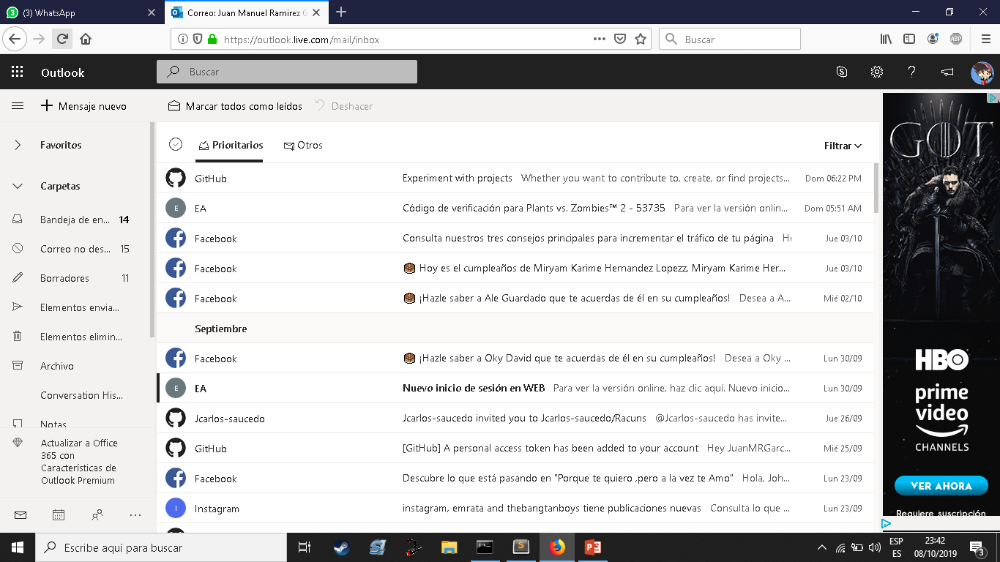 (3) WhatsApp
Correo: Juan Manuel Ramirez G
https://outlook.live.com/mail/inbox
Buscar
ABP
Outlook
Buscar
Mensaje nuevo
Marcar todos como leídos
Deshacer
Favoritos
Carpetas
Bandeja de en... 14
Correo no des... 15
Borradores 11
Elementos envia...
Elementos elimin...
Archivo
Conversation His...
Notas
Actualizar a Office
365 con
Características de
Outlook Premium
Prioritarios
Otros
Filtrar
GitHub Experiment with projects Whether you want to contribute to, create, or find projects... Dom 06:22 PM
E EA Código de verificación para Plants vs. Zombies™ 2 - 53735 Para ver la versión onlin... Dom 05:51 AM
Facebook Consulta nuestros tres consejos principales para incrementar el tráfico de tu página Jue 03/10
Facebook Hoy es el cumpleaños de Miryam Karime Hernandez Lopezz, Miryam Karime Her... Jue 03/10
Facebook ¡Hazle saber a Ale Guardado que te acuerdas de él en su cumpleaños! Desea a A... Mié 02/10
Septiembre
Facebook ¡Hazle saber a Oky David que te acuerdas de él en su cumpleaños! Desea a Oky ... Lun 30/09
E EA Nuevo inicio de sesión en WEB Para ver la versión online, haz clic aquí. Nuevo inicio... Lun 30/09
Jcarlos-saucedo Jcarlos-saucedo invited you to Jcarlos-saucedo/Racuns @Jcarlos-saucedo has invite... Jue 26/09
GitHub [GitHub] A personal access token has been added to your account Hey JuanMRGarc... Mié 25/09
Facebook Descubre lo que está pasando en "Porque te quiero ,pero a la vez te Amo" Hola, Joh... Lun 23/09
I Instagram instagram, emrata and thebangtanboys tiene publicaciones nuevas Consulta lo que ... Lun 23/09
GOT
HBO
prime
video
CHANNELS
VER AHORA
Requiere suscripción
Escribe aquí para buscar
ESP
ES
23:42
08/10/2019
3